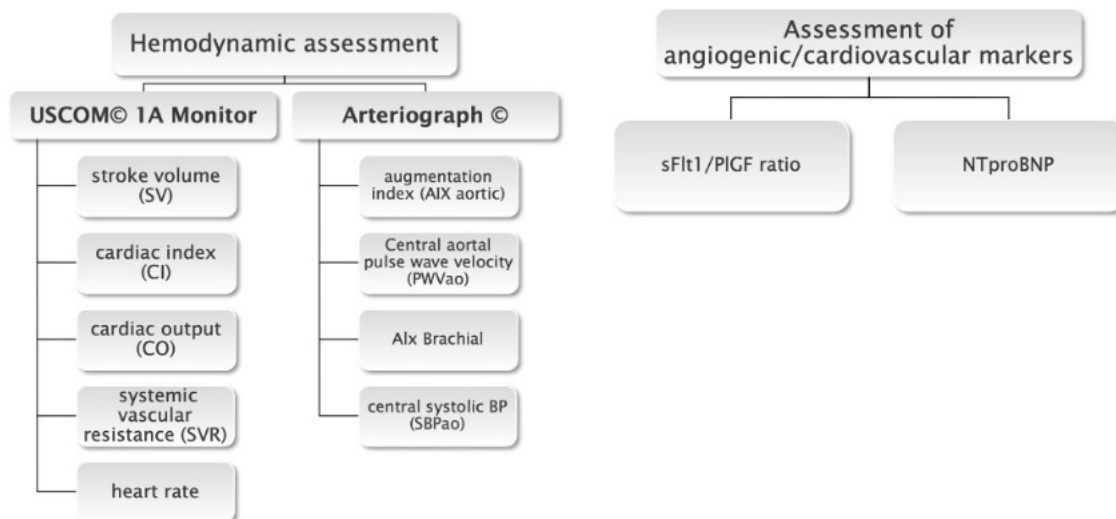 Hemodynamic assessment
USCOM© 1A Monitor
stroke volume
(SV)
cardiac index
(CI)
cardiac output
(CO)
systemic
vascular
resistance (SVR)
heart rate
Arteriograph ©
augmentation
index (AIX aortic)
Central aortal
pulse wave velocity
(PWVao)
AIx Brachial
central systolic BP
(SBPao)
Assessment of
angiogenic/cardiovascular markers
sFlt1/PlGF ratio
NTproBNP